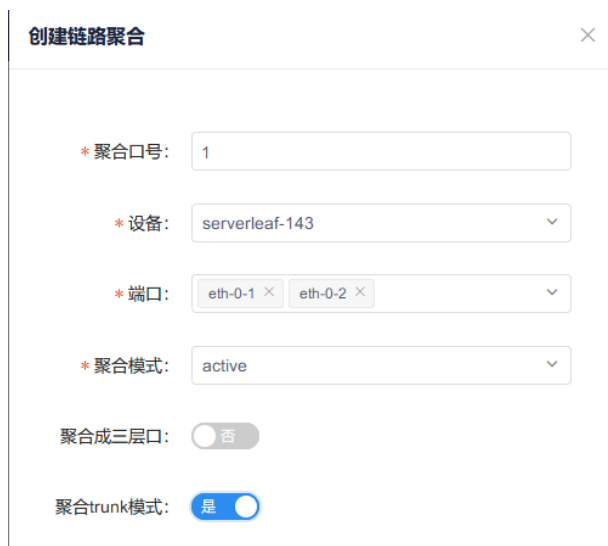 创建链路聚合
* 聚合口号: 1
* 设备: serverleaf-143
* 端口: eth-0-1 × eth-0-2 ×
* 聚合模式: active
聚合成三层口: 否
聚合trunk模式: 是